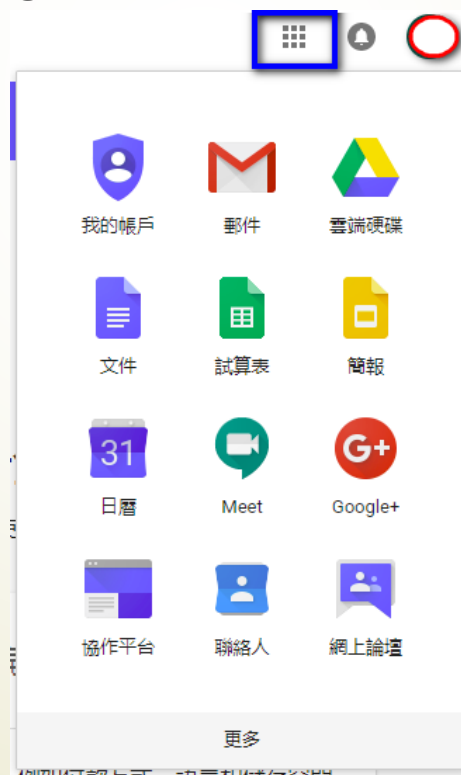 我的帳戶 郵件 雲端硬碟
文件 試算表 簡報
31
G+
日曆 Meet Google+
協作平台 聯絡人 網上論壇
更多